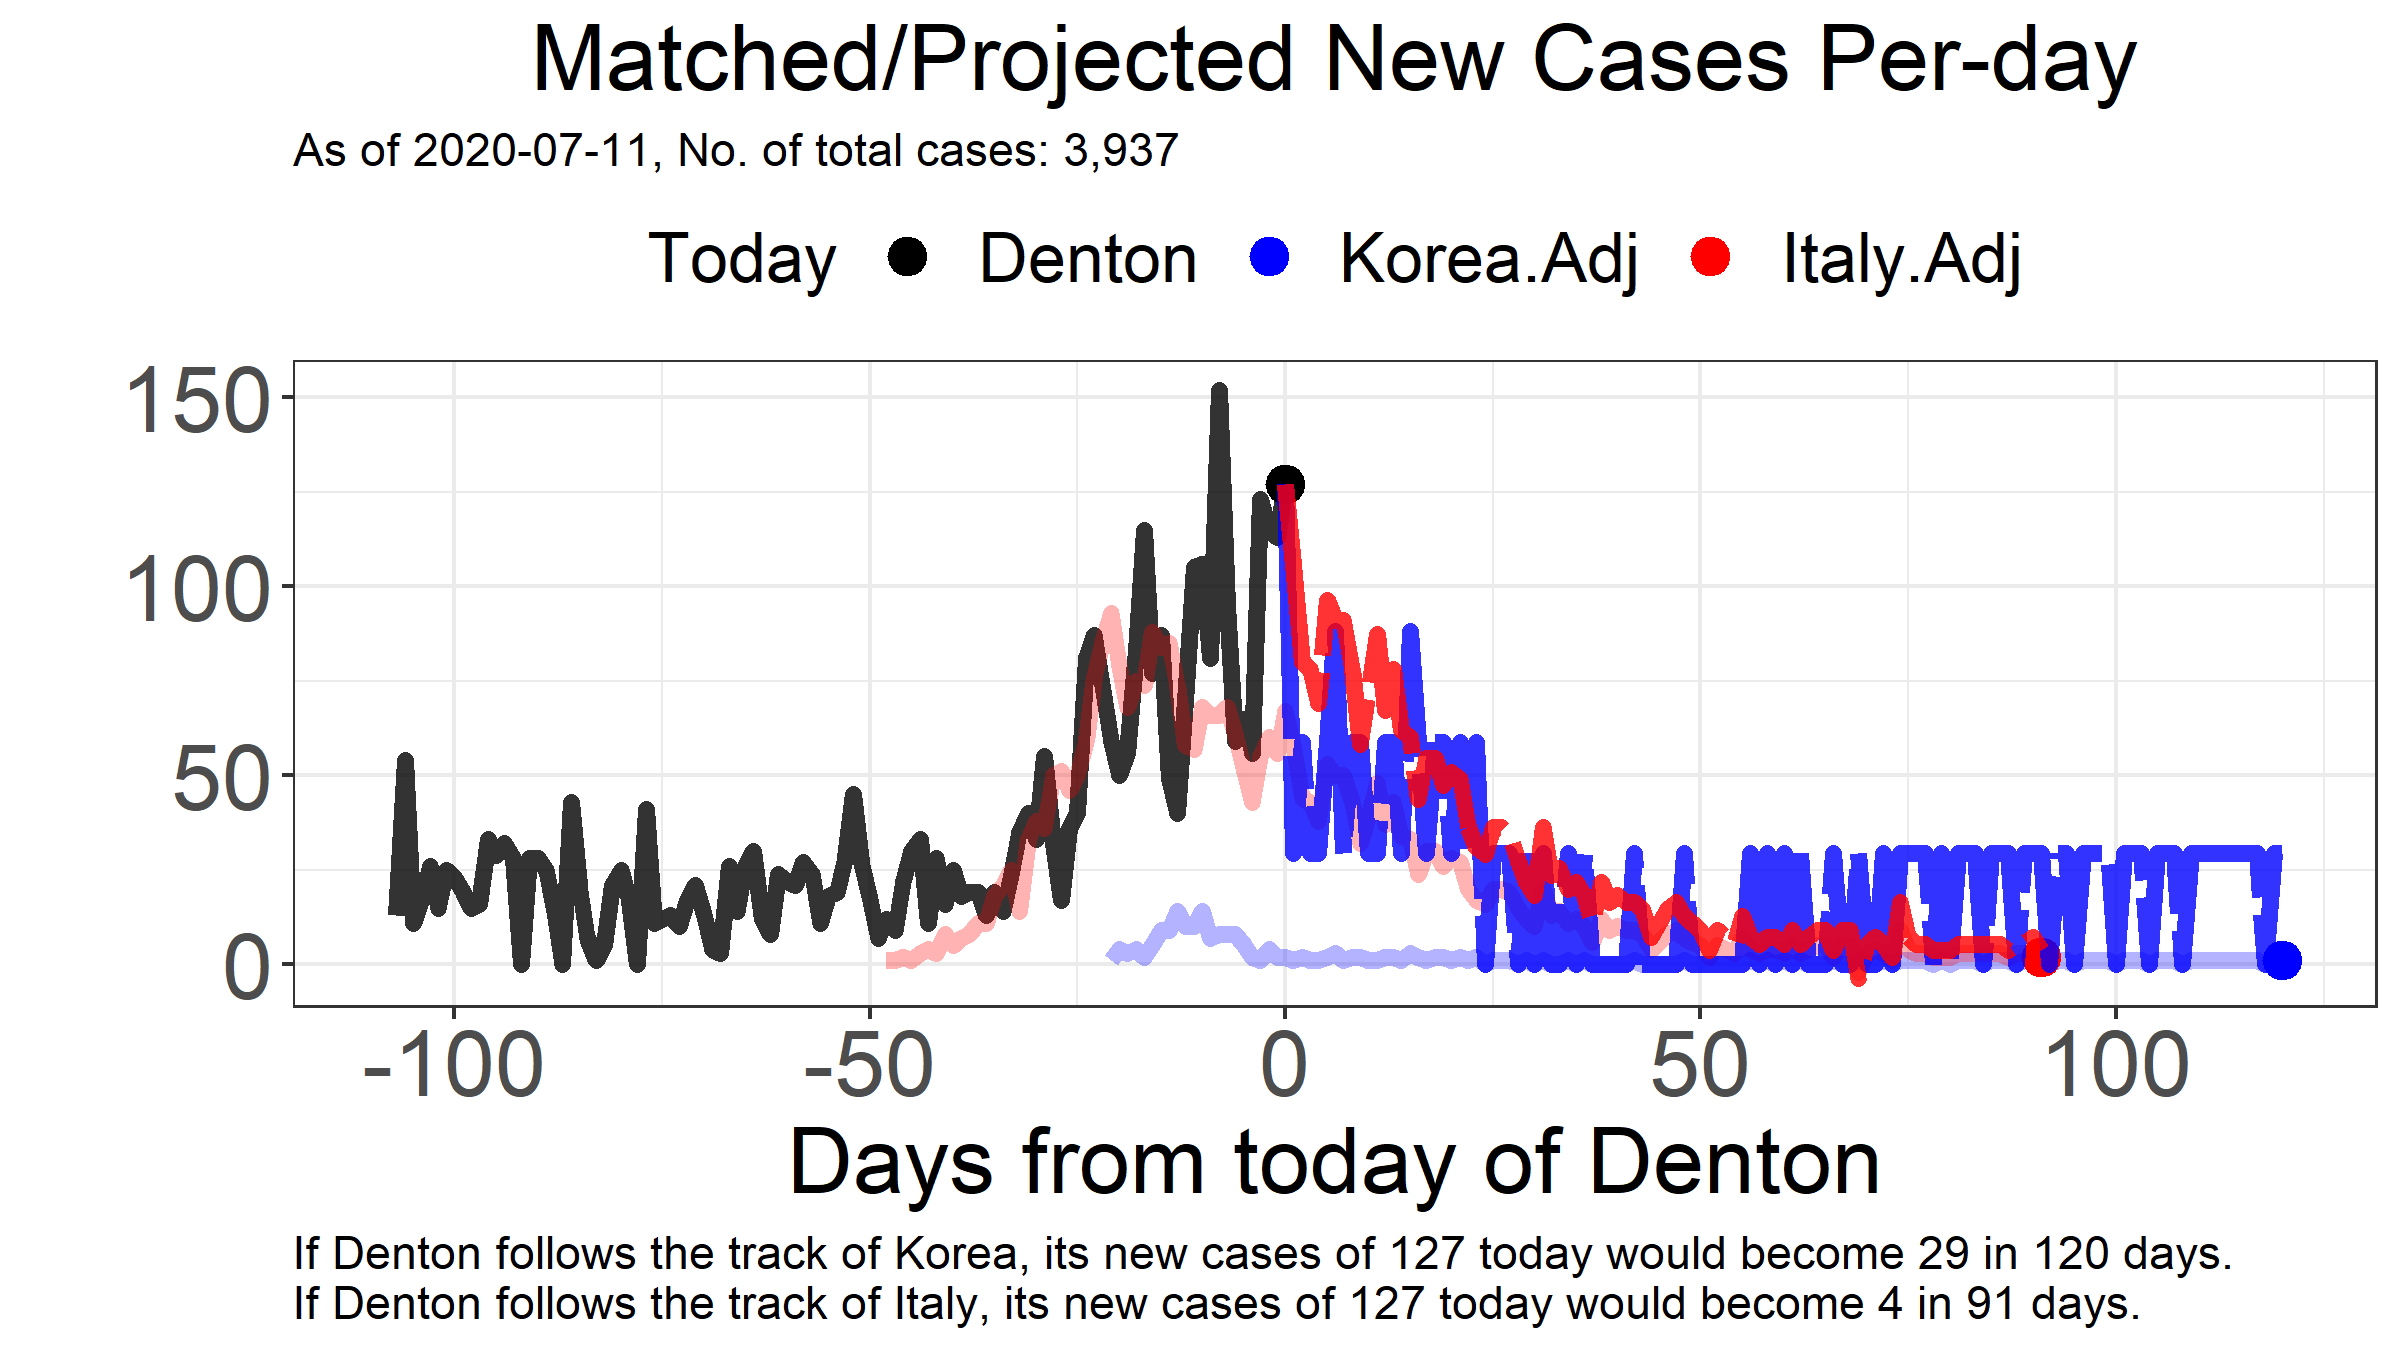 Matched/Projected New Cases Per-day
As of 2020-07-11, No. of total cases: 3,937
Today Denton Korea.Adj Italy.Adj
150
100
50
0
-100 -50 0 50 100
Days from today of Denton
If Denton follows the track of Korea, its new cases of 127 today would become 29 in 120 days.
If Denton follows the track of Italy, its new cases of 127 today would become 4 in 91 days.